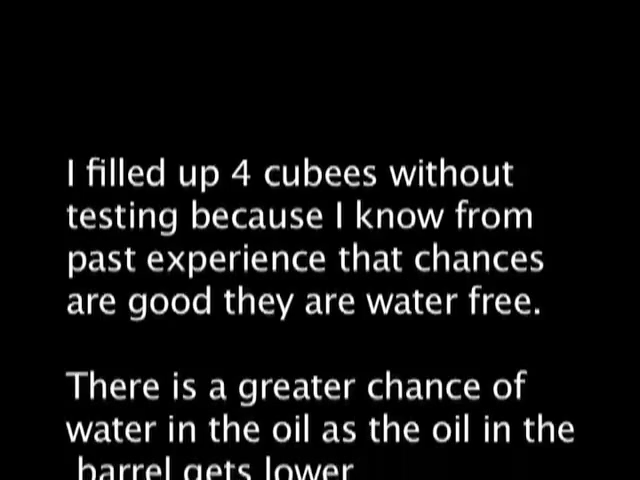 I filled up 4 cubees without
testing because I know from
past experience that chances
are good they are water free.
There is a greater chance of
water in the oil as the oil in the
barrel gets lower